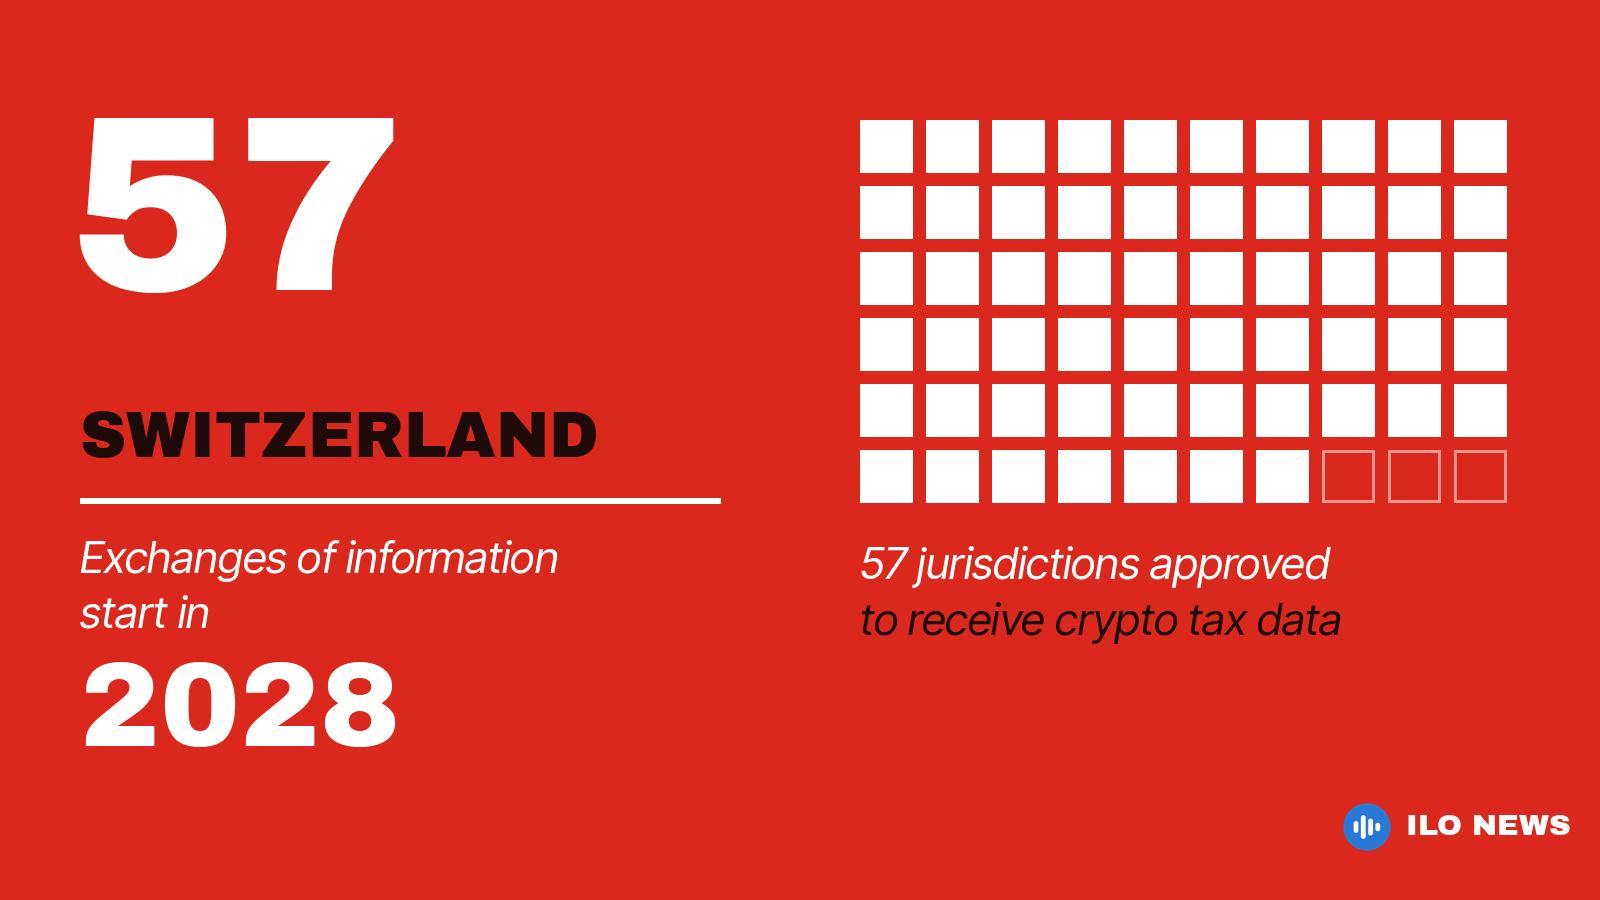 57
SWITZERLAND
Exchanges of information
start in
2028
57 jurisdictions approved
to receive crypto tax data
ILO NEWS